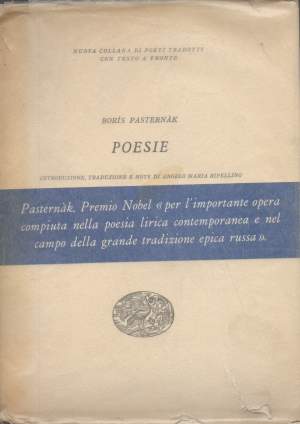 NUOVA COLLANA DI POETI TRADOTTI
CON TESTO A FRONTE
BORÍS PASTERNÀK
POESIE
INTRODUZIONE, TRADUZIONE E NOTE DI ANGELO MARIA RIPELLINO
Pasternàk. Premio Nobel « per l'importante opera
compiuta nella poesia lirica contemporanea e nel
campo della grande tradizione epica russa ».